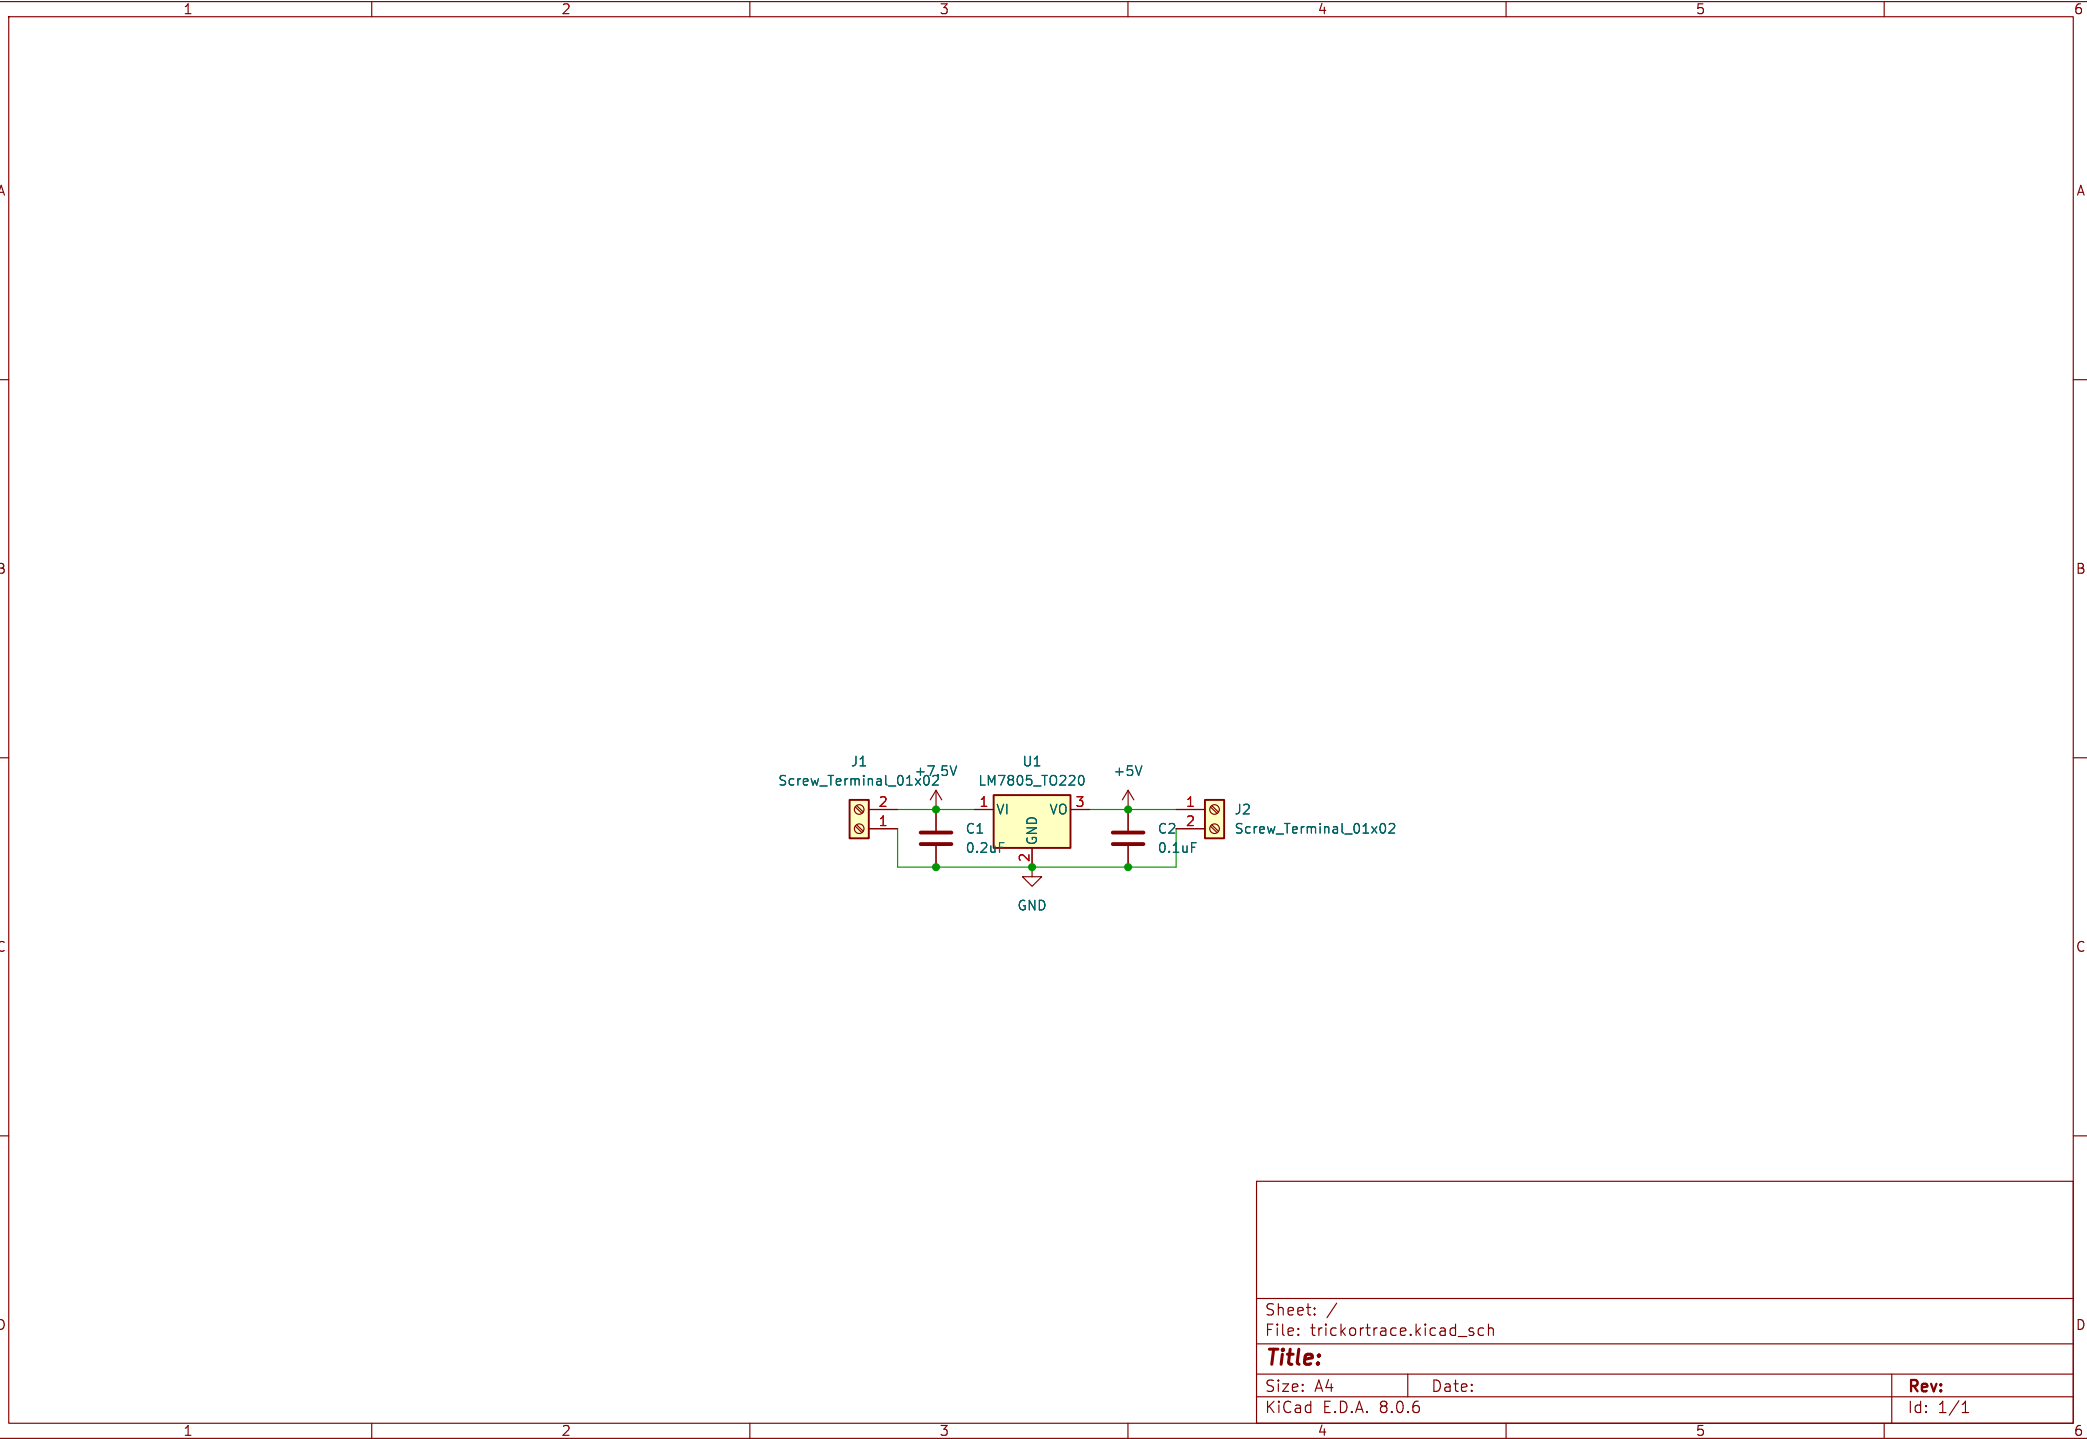 1 2 3 4 5 6
A A
B B
C C
D D
J1
Screw_Terminal_01x02
2
1
+7.5V
C1
0.2uF
U1
LM7805_TO220
1
VI
VO
3
GND
2
GND
+5V
C2
0.1uF
1
2
J2
Screw_Terminal_01x02
Sheet: /
File: trickortrace.kicad_sch
Title:
Size: A4
Date:
Rev:
KiCad E.D.A. 8.0.6
Id: 1/1
1 2 3 4 5 6